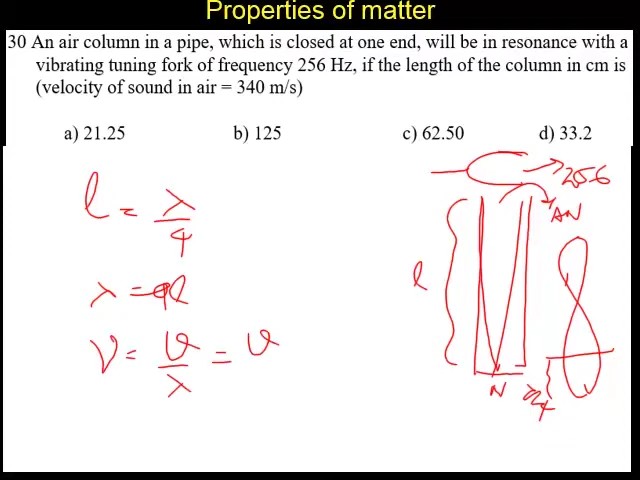 Properties of matter
30 An air column in a pipe, which is closed at one end, will be in resonance with a
vibrating tuning fork of frequency 256 Hz, if the length of the column in cm is
(velocity of sound in air = 340 m/s)
a) 21.25 b) 125 c) 62.50 d) 33.2
256
AN
l = λ/4
l
λ = 4l
ν = v/λ = v
N λ/4